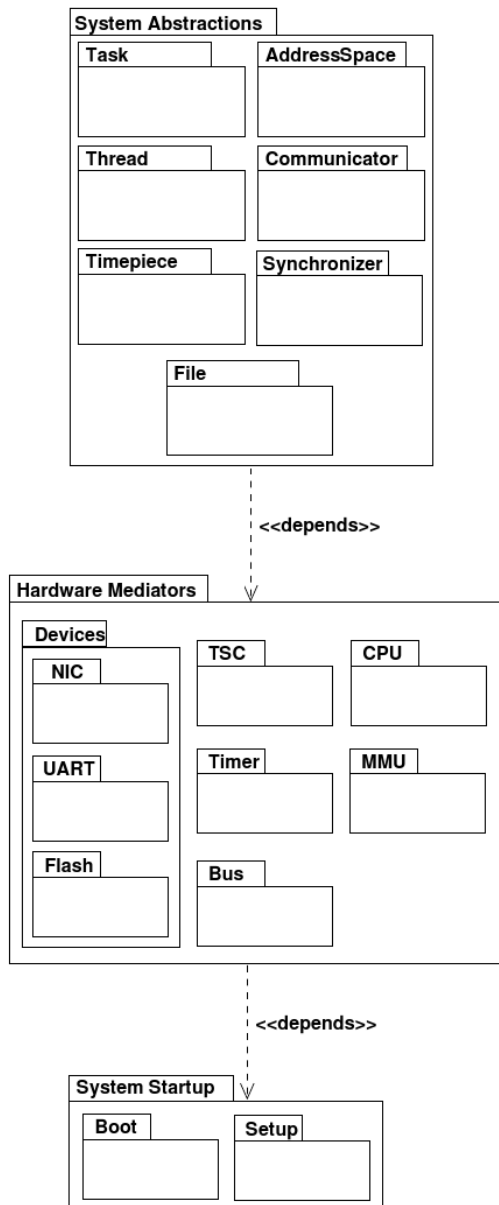 System Abstractions
Task
AddressSpace
Thread
Communicator
Timepiece
Synchronizer
File
<<depends>>
Hardware Mediators
Devices
NIC
UART
Flash
TSC
CPU
Timer
MMU
Bus
<<depends>>
System Startup
Boot
Setup